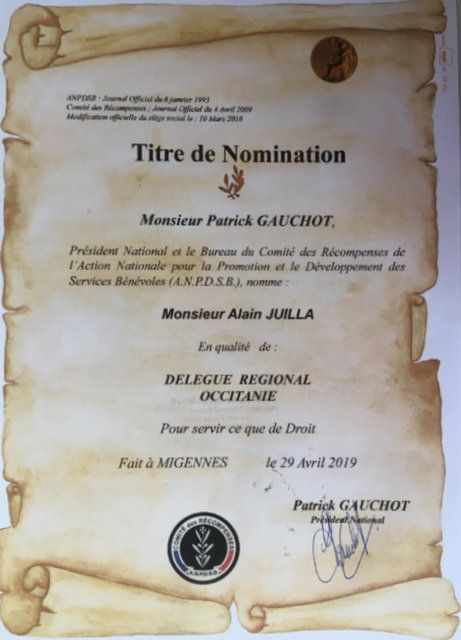 ANPDSB : Journal Officiel du 6 janvier 1993
Comité des Récompenses ; Journal Officiel du 4 Avril 2009
Modification officielle du siège social le : 10 Mars 2016
Titre de Nomination
Monsieur Patrick GAUCHOT,
Président National et le Bureau du Comité des Récompenses de
l'Action Nationale pour la Promotion et le Développement des
Services Bénévoles (A.N.P.D.S.B.), nomme :
Monsieur Alain JUILLA
En qualité de :
DELEGUE REGIONAL
OCCITANIE
Pour servir ce que de Droit
Fait à MIGENNES le 29 Avril 2019
Patrick GAUCHOT
Président National
COMITÉ des RÉCOMPENSES
A.N.P.D.S.B.